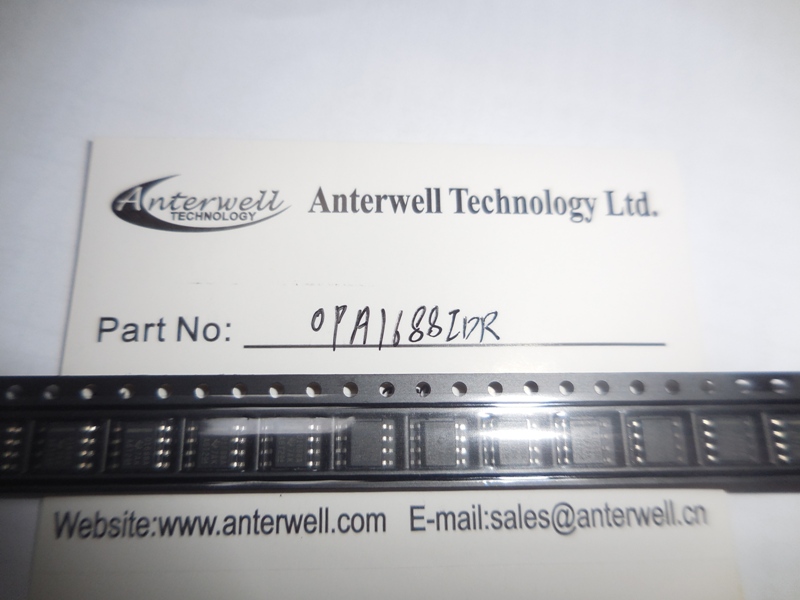 Anterwell
TECHNOLOGY
Anterwell Technology Ltd.
Part No: OPA1688IDR
Website:www.anterwell.com E-mail:sales@anterwell.cn